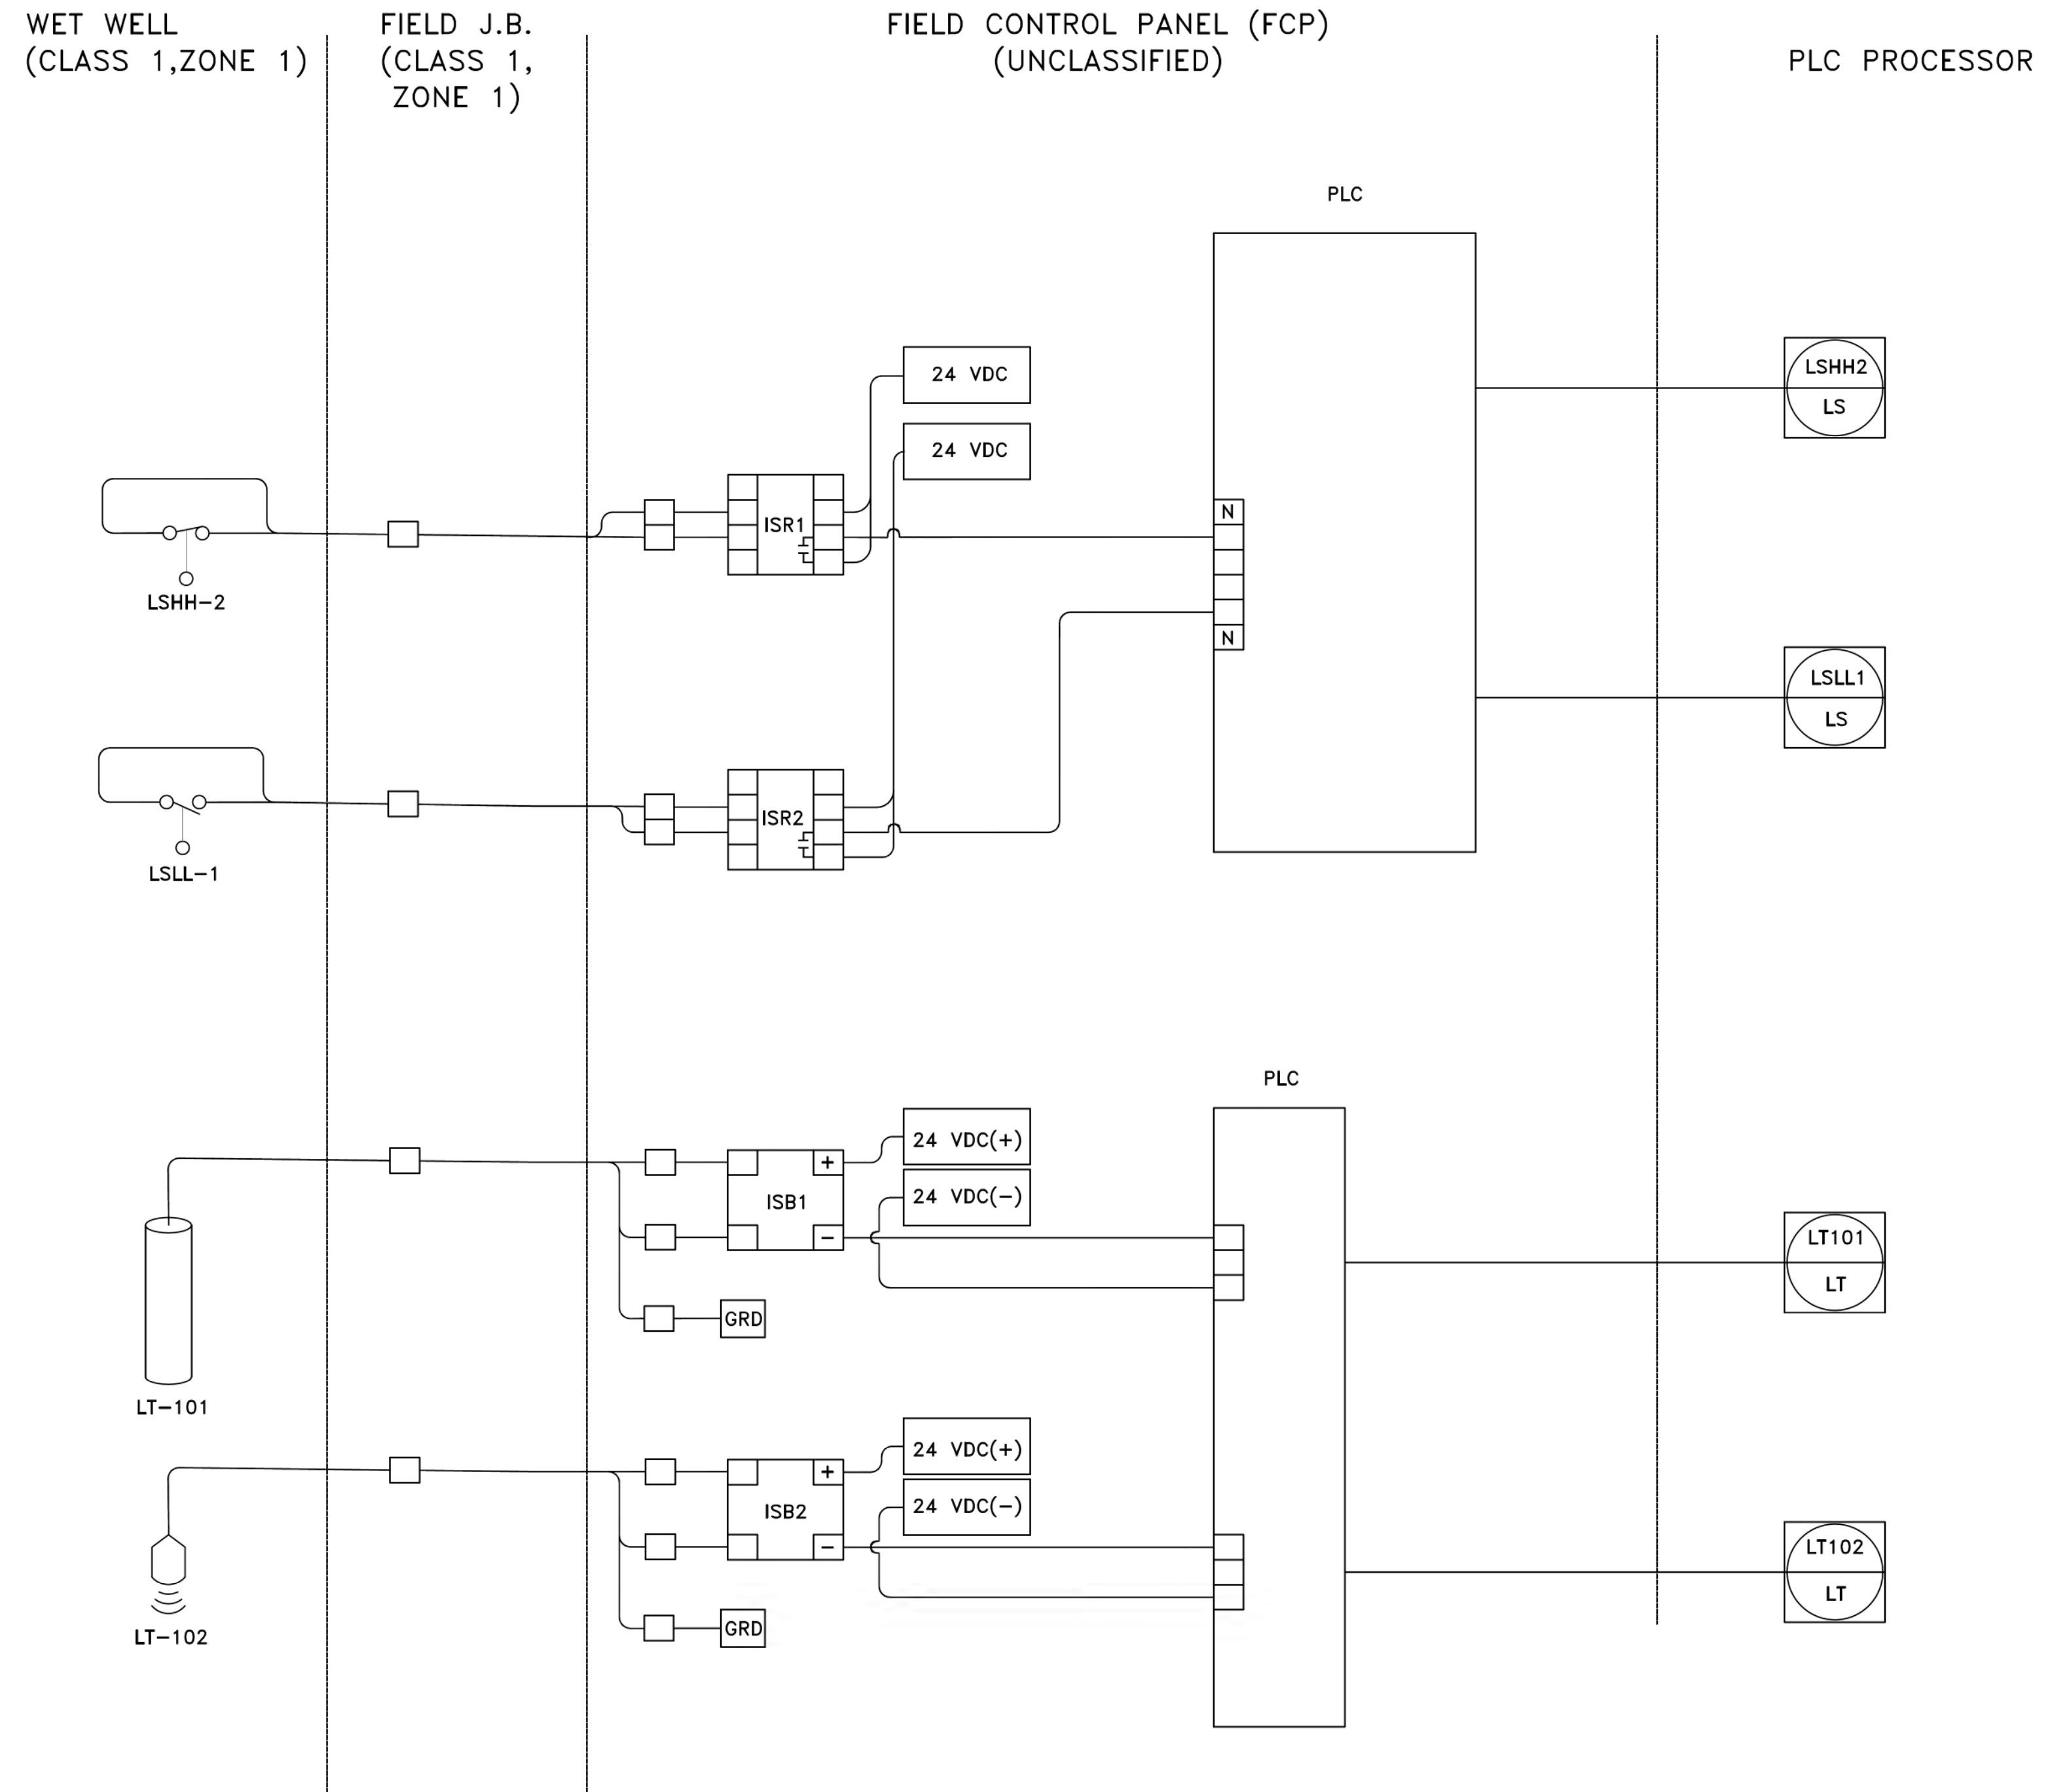 WET WELL
(CLASS 1,ZONE 1)
FIELD J.B.
(CLASS 1,
ZONE 1)
FIELD CONTROL PANEL (FCP)
(UNCLASSIFIED)
PLC PROCESSOR
PLC
24 VDC
24 VDC
LSHH2
LS
ISR1
N
N
LSHH-2
LSLL1
LS
ISR2
LSLL-1
PLC
24 VDC(+)
24 VDC(-)
+
ISB1
-
GRD
LT101
LT
LT-101
24 VDC(+)
24 VDC(-)
+
ISB2
-
GRD
LT102
LT
LT-102